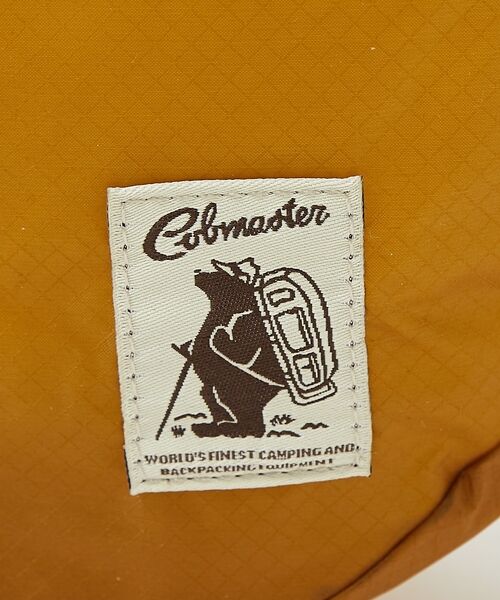 Cobmaster
WORLD'S FINEST CAMPING AND
BACKPACKING EQUIPMENT